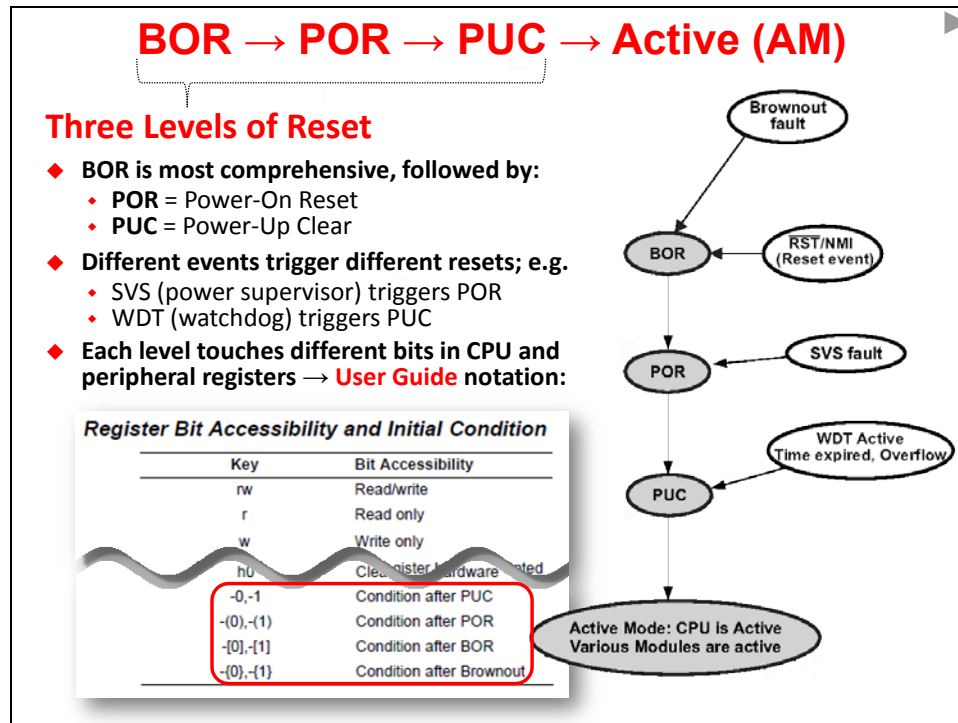 BOR → POR → PUC → Active (AM)
Three Levels of Reset
BOR is most comprehensive, followed by:
POR = Power-On Reset
PUC = Power-Up Clear
Different events trigger different resets; e.g.
SVS (power supervisor) triggers POR
WDT (watchdog) triggers PUC
Each level touches different bits in CPU and
peripheral registers → User Guide notation:
Register Bit Accessibility and Initial Condition
Key Bit Accessibility
rw Read/write
r Read only
w Write only
h0
-0,-1 Condition after PUC
-(0),-(1) Condition after POR
-[0],-[1] Condition after BOR
-{0},-{1} Condition after Brownout
Brownout
fault
BOR
RST/NMI
(Reset event)
POR
SVS fault
WDT Active
Time expired, Overflow
PUC
Active Mode: CPU is Active
Various Modules are active